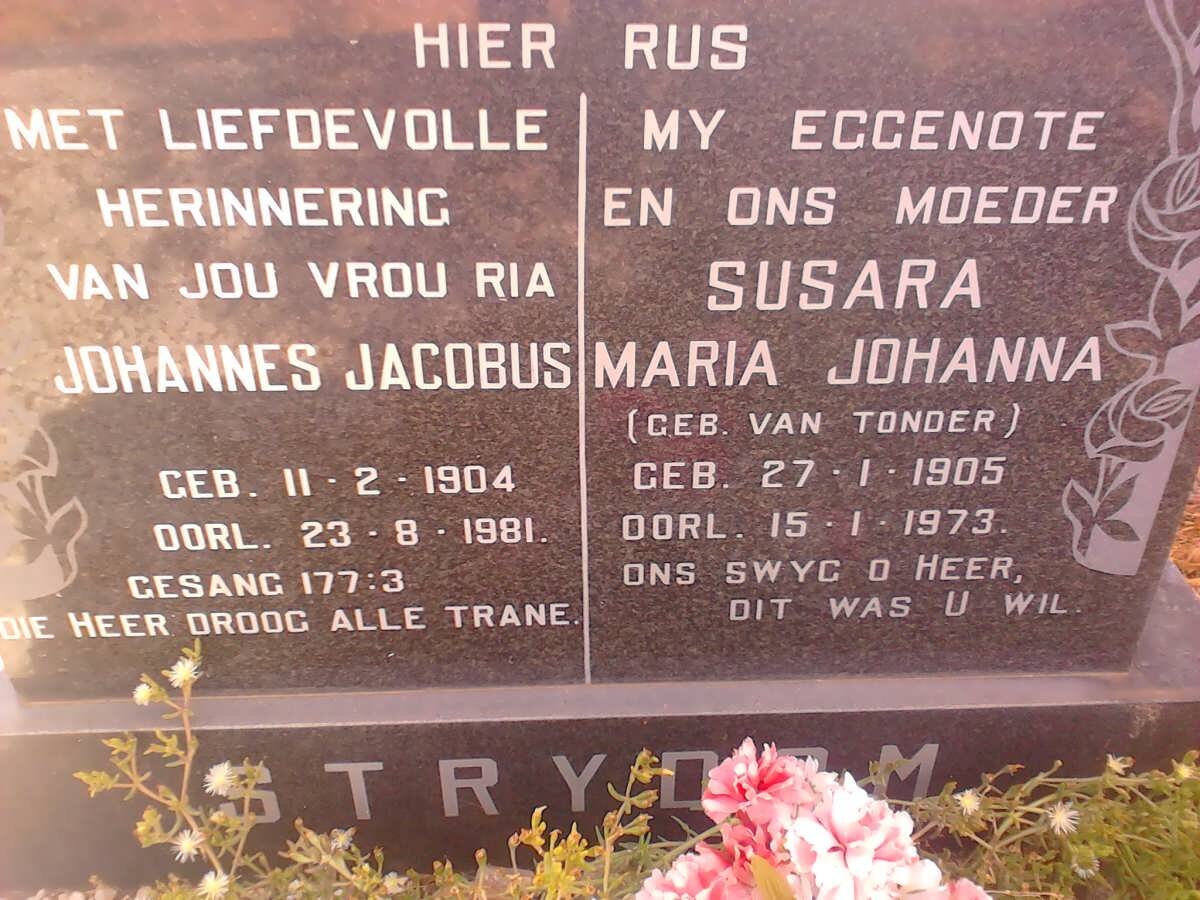 HIER RUS
MET LIEFDEVOLLE
HERINNERING
VAN JOU VROU RIA
JOHANNES JACOBUS
GEB. 11-2-1904
OORL. 23-8-1981.
GESANG 177:3
DIE HEER DROOG ALLE TRANE.
MY EGGENOTE
EN ONS MOEDER
SUSARA
MARIA JOHANNA
(GEB. VAN TONDER)
GEB. 27-1-1905
OORL. 15-1-1973.
ONS SWYG O HEER,
DIT WAS U WIL.
STRYDOM